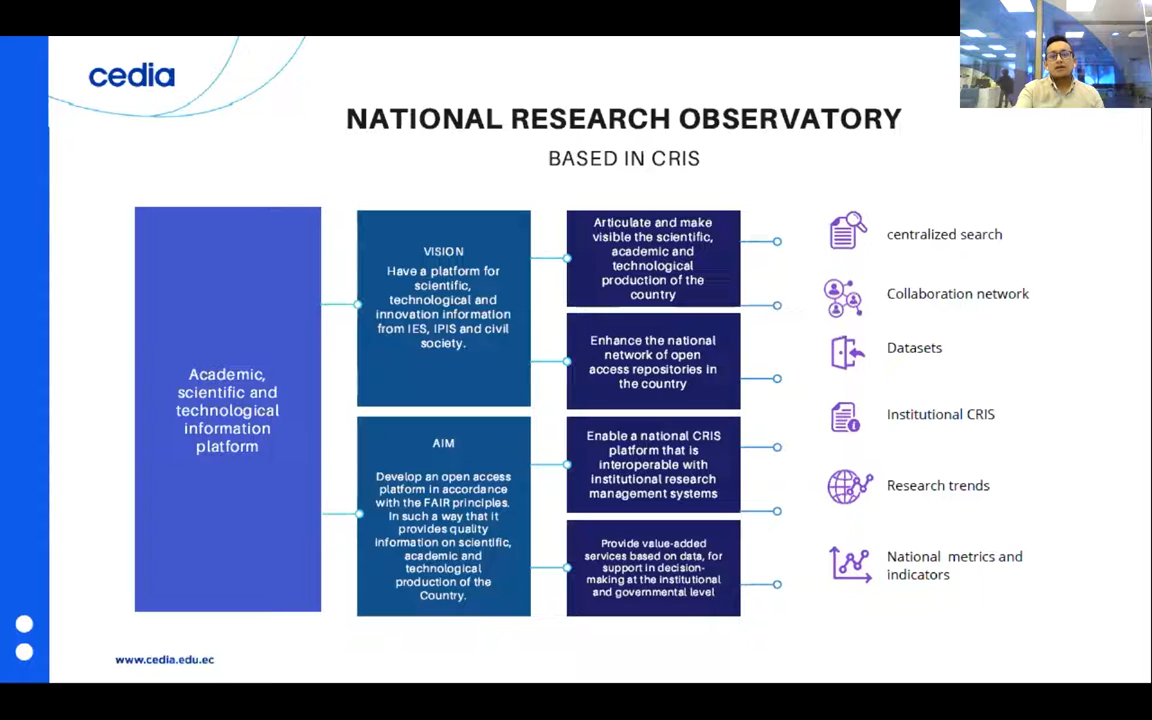 cedia
NATIONAL RESEARCH OBSERVATORY
BASED IN CRIS
Academic,
scientific and
technological
information
platform
VISION
Have a platform for
scientific,
technological and
innovation information
from IES, IPIS and civil
society.
AIM
Develop an open access
platform in accordance
with the FAIR principles.
In such a way that it
provides quality
information on scientific,
academic and
technological
production of the
Country.
Articulate and make
visible the scientific,
academic and
technological
production of the
country
Enhance the national
network of open
access repositories in
the country
Enable a national CRIS
platform that is
interoperable with
institutional research
management systems
Provide value-added
services based on data, for
support in decision-
making at the institutional
and governmental level
centralized search
Collaboration network
Datasets
Institutional CRIS
Research trends
National metrics and
indicators
www.cedia.edu.ec